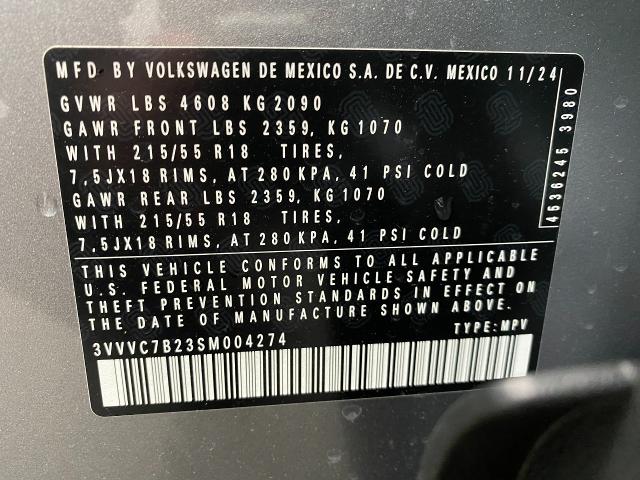 MFD. BY VOLKSWAGEN DE MEXICO S.A. DE C.V. MEXICO 11/24
GVWR LBS 4608 KG 2090
GAWR FRONT LBS 2359, KG 1070
WITH 215/55 R18 TIRES,
7,5JX18 RIMS, AT 280 KPA, 41 PSI COLD
GAWR REAR LBS 2359, KG 1070
WITH 215/55 R18 TIRES,
7,5JX18 RIMS, AT 280 KPA, 41 PSI COLD
4636245 3980
THIS VEHICLE CONFORMS TO ALL APPLICABLE
U.S. FEDERAL MOTOR VEHICLE SAFETY AND
THEFT PREVENTION STANDARDS IN EFFECT ON
THE DATE OF MANUFACTURE SHOWN ABOVE.
3VVVC7B23SM004274 TYPE: MPV